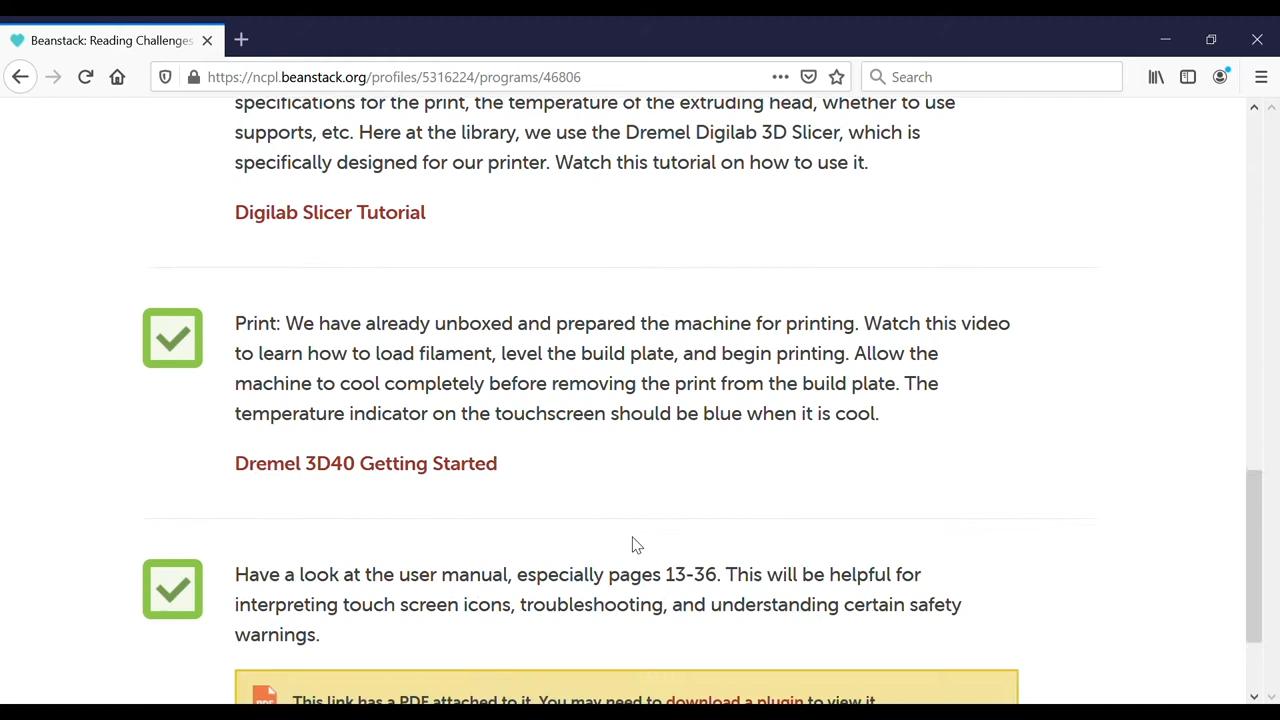 Beanstack: Reading Challenges
https://ncpl.beanstack.org/profiles/5316224/programs/46806
Search
specifications for the print, the temperature of the extruding head, whether to use
supports, etc. Here at the library, we use the Dremel Digilab 3D Slicer, which is
specifically designed for our printer. Watch this tutorial on how to use it.
Digilab Slicer Tutorial
Print: We have already unboxed and prepared the machine for printing. Watch this video
to learn how to load filament, level the build plate, and begin printing. Allow the
machine to cool completely before removing the print from the build plate. The
temperature indicator on the touchscreen should be blue when it is cool.
Dremel 3D40 Getting Started
Have a look at the user manual, especially pages 13-36. This will be helpful for
interpreting touch screen icons, troubleshooting, and understanding certain safety
warnings.
PDF This link has a PDF attached to it. You may need to download a plugin to view it.